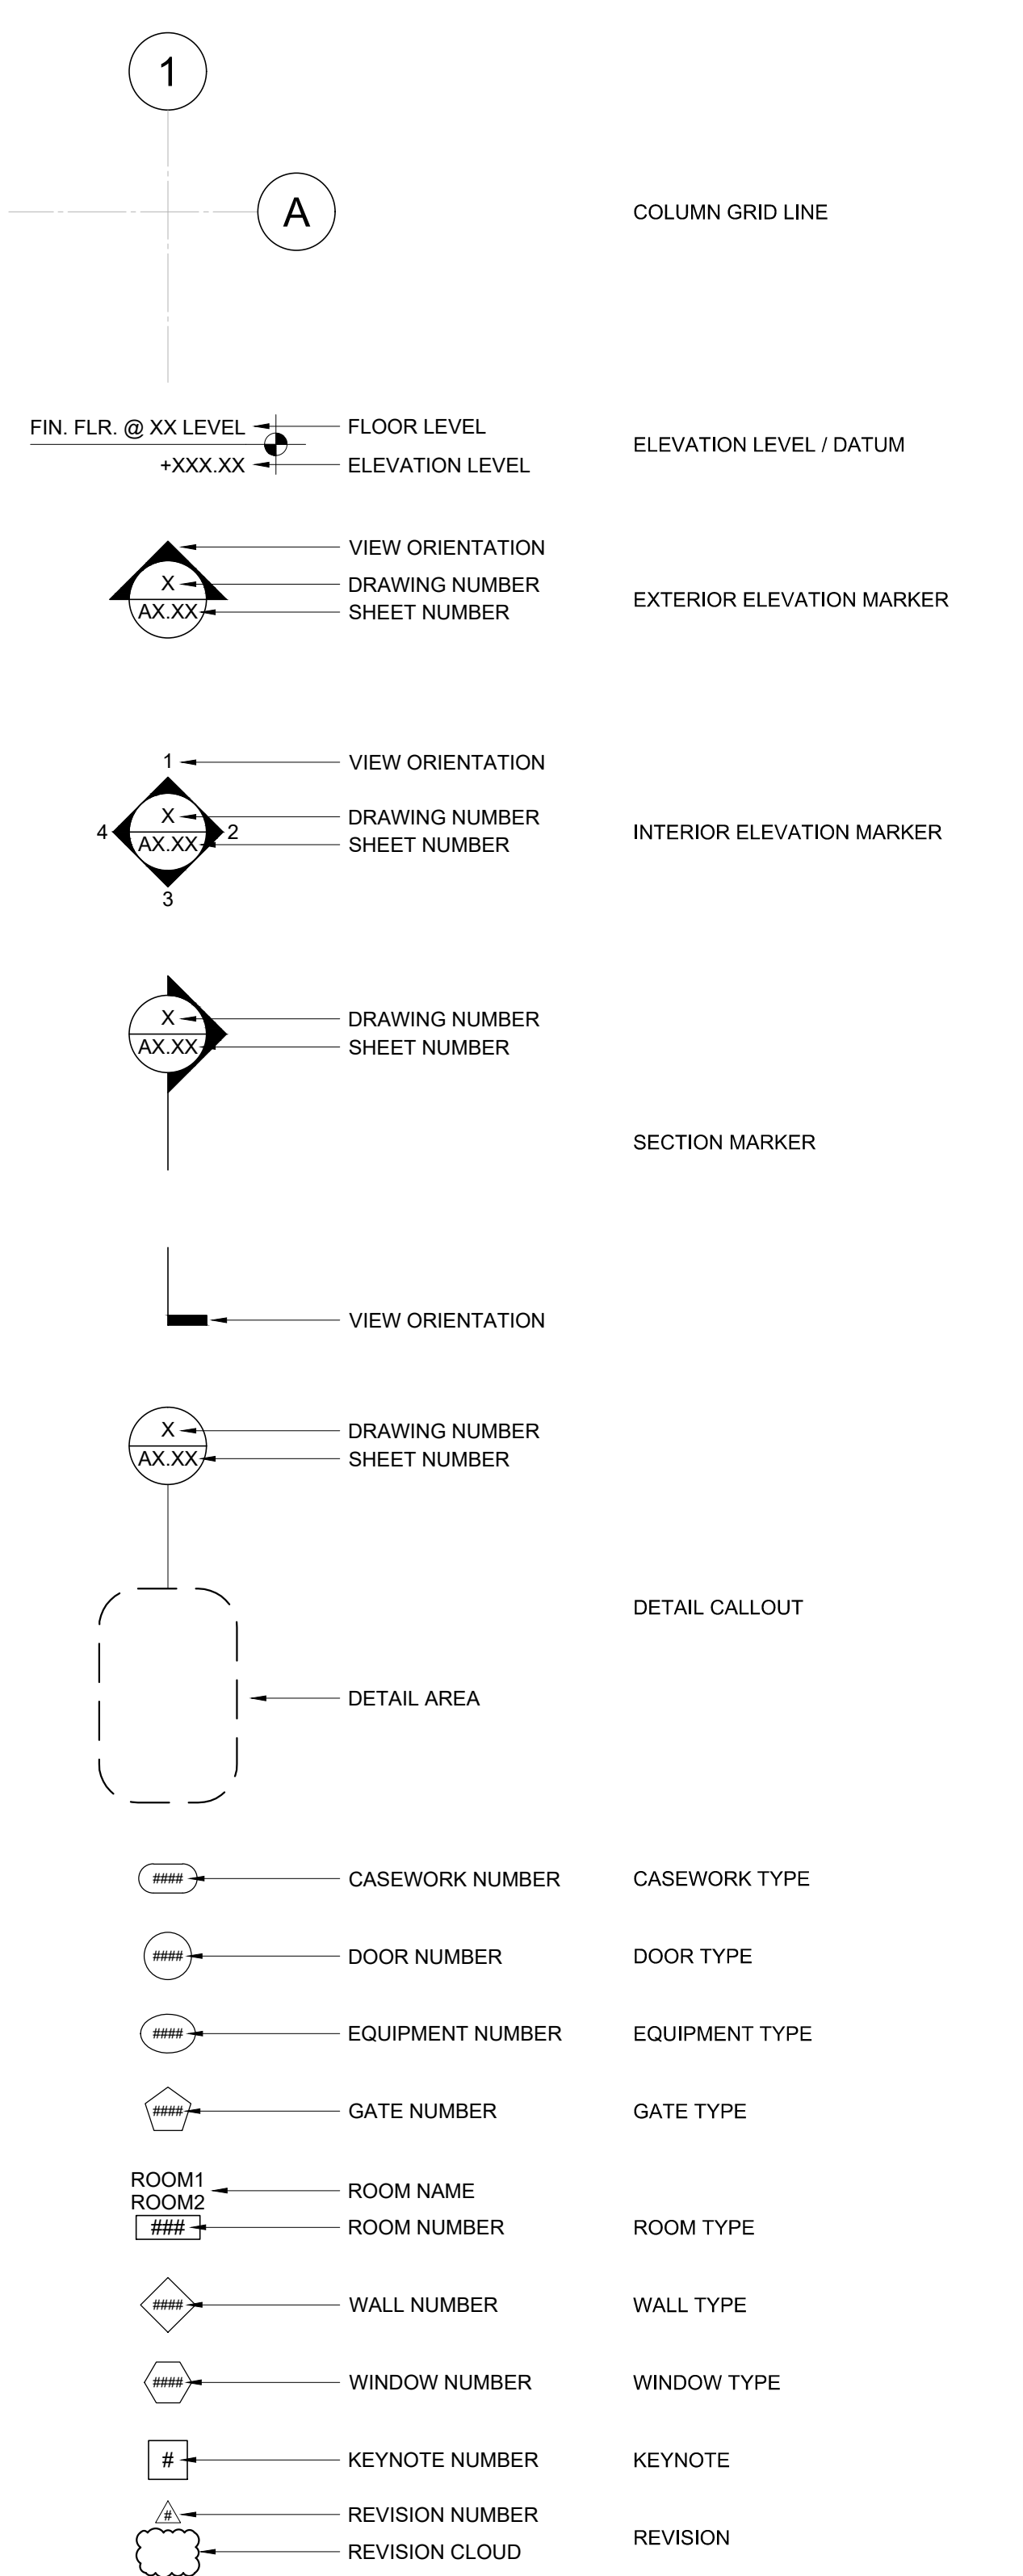 1
A
COLUMN GRID LINE
FIN. FLR. @ XX LEVEL
FLOOR LEVEL
+XXX.XX
ELEVATION LEVEL
ELEVATION LEVEL / DATUM
VIEW ORIENTATION
X
DRAWING NUMBER
AX.XX
SHEET NUMBER
EXTERIOR ELEVATION MARKER
1
VIEW ORIENTATION
X
DRAWING NUMBER
4
2
AX.XX
SHEET NUMBER
3
INTERIOR ELEVATION MARKER
X
DRAWING NUMBER
AX.XX
SHEET NUMBER
SECTION MARKER
VIEW ORIENTATION
X
DRAWING NUMBER
AX.XX
SHEET NUMBER
DETAIL CALLOUT
DETAIL AREA
####
CASEWORK NUMBER
CASEWORK TYPE
####
DOOR NUMBER
DOOR TYPE
####
EQUIPMENT NUMBER
EQUIPMENT TYPE
####
GATE NUMBER
GATE TYPE
ROOM1
ROOM2
ROOM NAME
###
ROOM NUMBER
ROOM TYPE
####
WALL NUMBER
WALL TYPE
####
WINDOW NUMBER
WINDOW TYPE
#
KEYNOTE NUMBER
KEYNOTE
#
REVISION NUMBER
REVISION CLOUD
REVISION